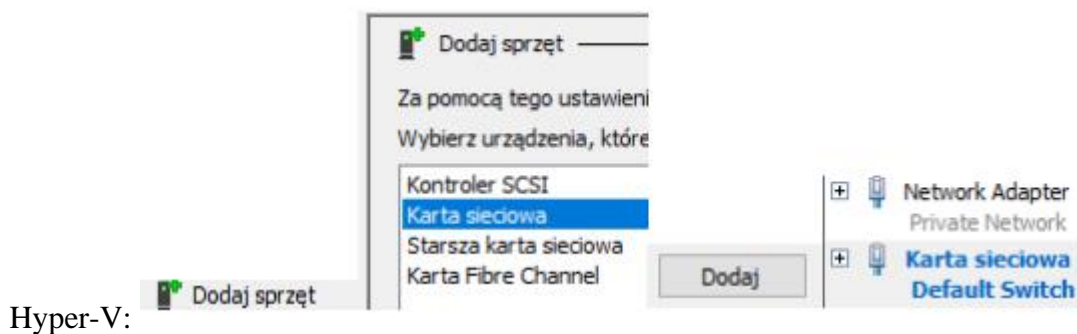 Hyper-V:
Dodaj sprzęt
Dodaj sprzęt
Za pomocą tego ustawieni
Wybierz urządzenia, które
Kontroler SCSI
Karta sieciowa
Starsza karta sieciowa
Karta Fibre Channel
Dodaj
Network Adapter
Private Network
Karta sieciowa
Default Switch